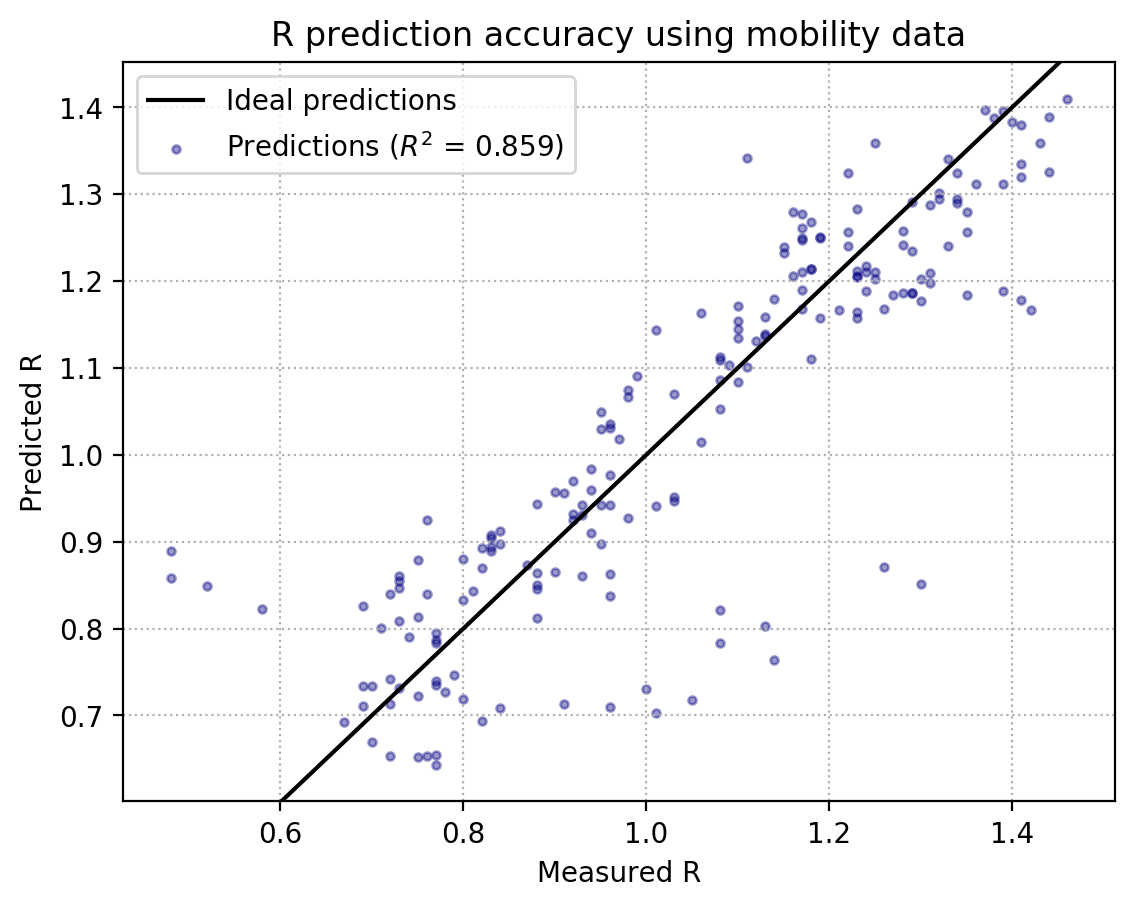 R prediction accuracy using mobility data
Ideal predictions
Predictions (R² = 0.859)
1.4
1.3
1.2
1.1
1.0
0.9
0.8
0.7
Predicted R
0.6 0.8 1.0 1.2 1.4
Measured R